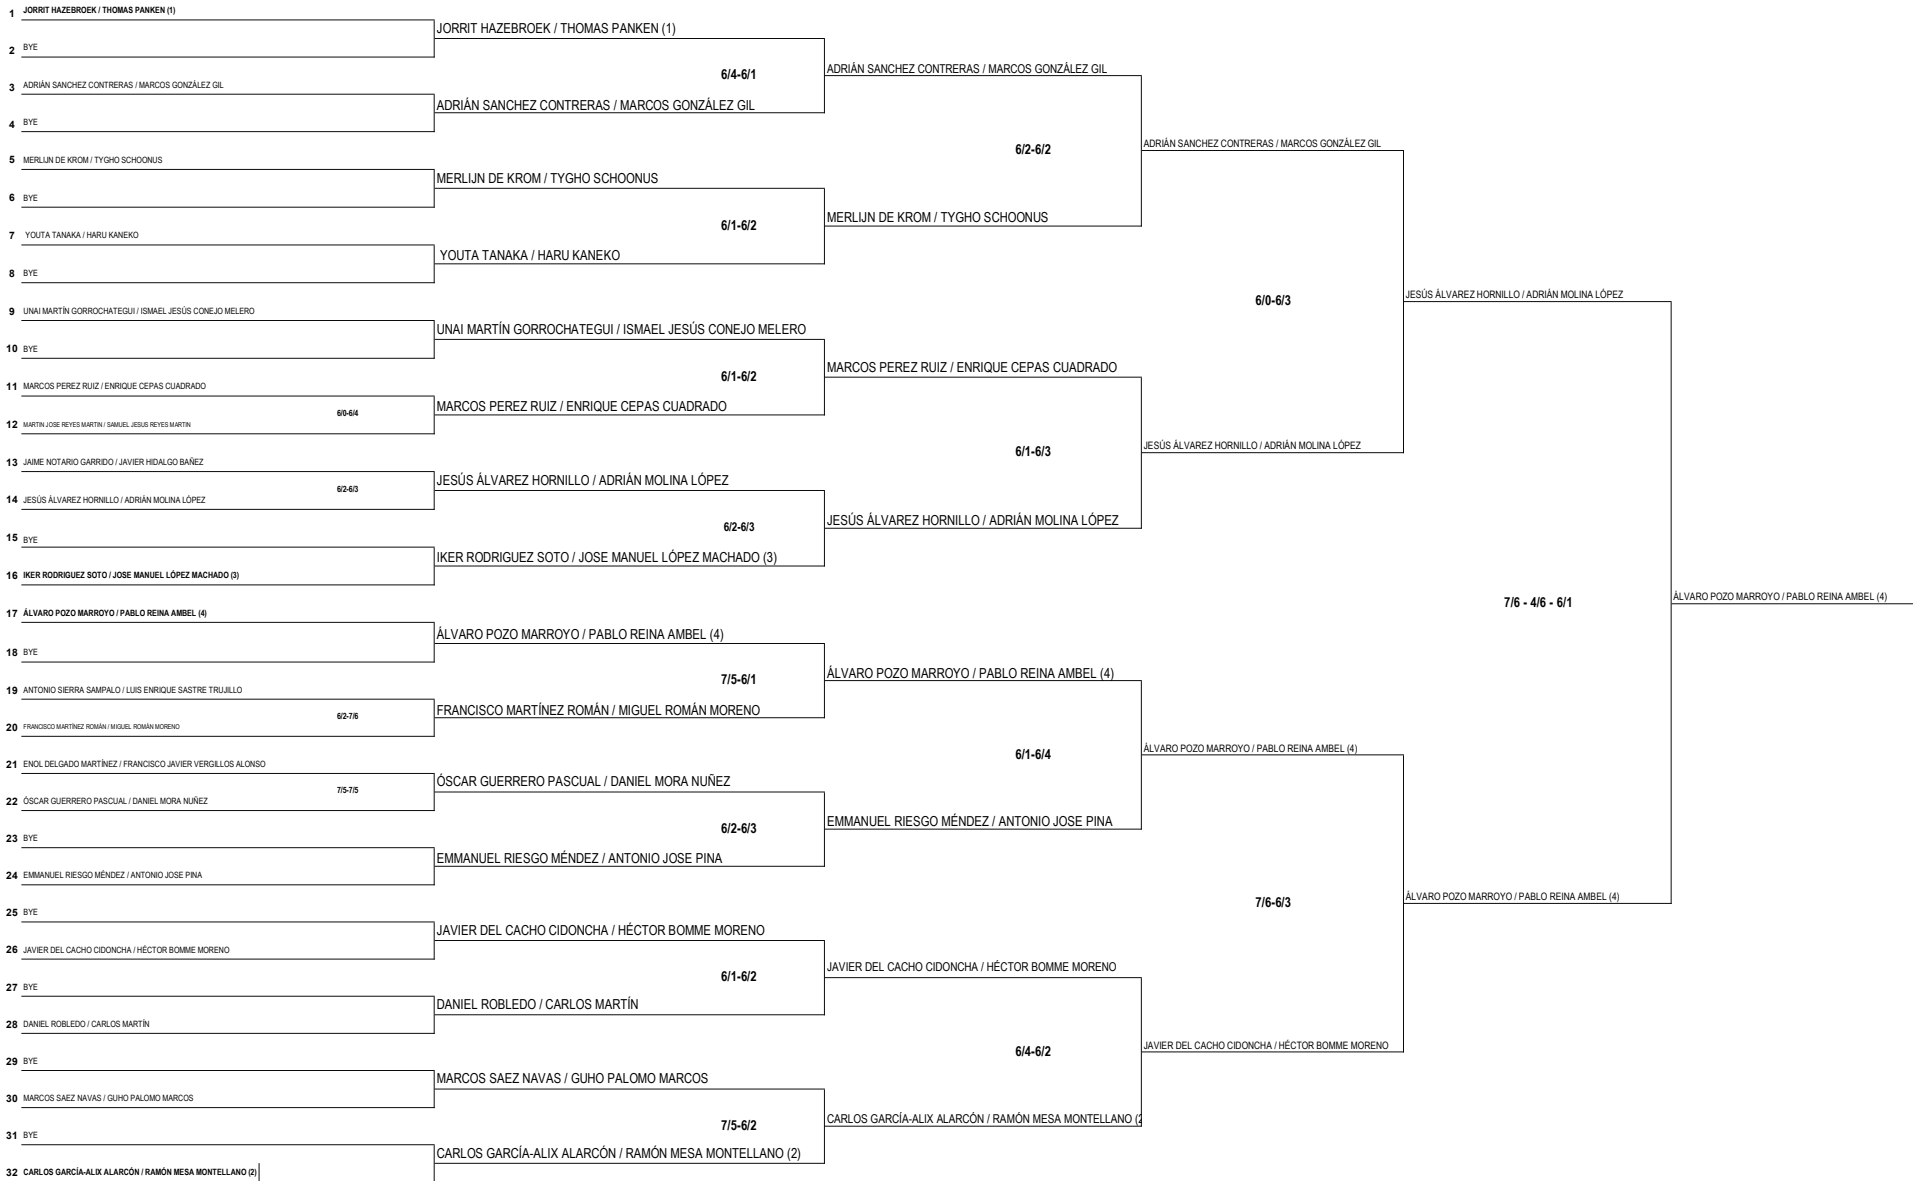 1 JORRIT HAZEBROEK / THOMAS PANKEN (1)
2 BYE
3 ADRIÁN SANCHEZ CONTRERAS / MARCOS GONZÁLEZ GIL
4 BYE
5 MERLIJN DE KROM / TYGHO SCHOONUS
6 BYE
7 YOUTA TANAKA / HARU KANEKO
8 BYE
9 UNAI MARTÍN GORROCHATEGUI / ISMAEL JESÚS CONEJO MELERO
10 BYE
11 MARCOS PEREZ RUIZ / ENRIQUE CEPAS CUADRADO
6/0-6/4
12 MARTIN JOSE REYES MARTIN / SAMUEL JESUS REYES MARTIN
13 JAIME NOTARIO GARRIDO / JAVIER HIDALGO BAÑEZ
6/2-6/3
14 JESÚS ÁLVAREZ HORNILLO / ADRIÁN MOLINA LÓPEZ
15 BYE
16 IKER RODRIGUEZ SOTO / JOSE MANUEL LÓPEZ MACHADO (3)
17 ÁLVARO POZO MARROYO / PABLO REINA AMBEL (4)
18 BYE
19 ANTONIO SIERRA SAMPALO / LUIS ENRIQUE SASTRE TRUJILLO
6/2-7/6
20 FRANCISCO MARTÍNEZ ROMÁN / MIGUEL ROMÁN MORENO
21 ENOL DELGADO MARTÍNEZ / FRANCISCO JAVIER VERGILLOS ALONSO
7/5-7/5
22 ÓSCAR GUERRERO PASCUAL / DANIEL MORA NUÑEZ
23 BYE
24 EMMANUEL RIESGO MÉNDEZ / ANTONIO JOSE PINA
25 BYE
26 JAVIER DEL CACHO CIDONCHA / HÉCTOR BOMME MORENO
27 BYE
28 DANIEL ROBLEDO / CARLOS MARTÍN
29 BYE
30 MARCOS SAEZ NAVAS / GUHO PALOMO MARCOS
31 BYE
32 CARLOS GARCÍA-ALIX ALARCÓN / RAMÓN MESA MONTELLANO (2)
JORRIT HAZEBROEK / THOMAS PANKEN (1)
6/4-6/1
ADRIÁN SANCHEZ CONTRERAS / MARCOS GONZÁLEZ GIL
MERLIJN DE KROM / TYGHO SCHOONUS
6/1-6/2
YOUTA TANAKA / HARU KANEKO
UNAI MARTÍN GORROCHATEGUI / ISMAEL JESÚS CONEJO MELERO
6/1-6/2
MARCOS PEREZ RUIZ / ENRIQUE CEPAS CUADRADO
JESÚS ÁLVAREZ HORNILLO / ADRIÁN MOLINA LÓPEZ
6/2-6/3
IKER RODRIGUEZ SOTO / JOSE MANUEL LÓPEZ MACHADO (3)
ÁLVARO POZO MARROYO / PABLO REINA AMBEL (4)
7/5-6/1
FRANCISCO MARTÍNEZ ROMÁN / MIGUEL ROMÁN MORENO
ÓSCAR GUERRERO PASCUAL / DANIEL MORA NUÑEZ
6/2-6/3
EMMANUEL RIESGO MÉNDEZ / ANTONIO JOSE PINA
JAVIER DEL CACHO CIDONCHA / HÉCTOR BOMME MORENO
6/1-6/2
DANIEL ROBLEDO / CARLOS MARTÍN
MARCOS SAEZ NAVAS / GUHO PALOMO MARCOS
7/5-6/2
CARLOS GARCÍA-ALIX ALARCÓN / RAMÓN MESA MONTELLANO (2)
ADRIÁN SANCHEZ CONTRERAS / MARCOS GONZÁLEZ GIL
6/2-6/2
MERLIJN DE KROM / TYGHO SCHOONUS
MARCOS PEREZ RUIZ / ENRIQUE CEPAS CUADRADO
6/1-6/3
JESÚS ÁLVAREZ HORNILLO / ADRIÁN MOLINA LÓPEZ
ÁLVARO POZO MARROYO / PABLO REINA AMBEL (4)
6/1-6/4
EMMANUEL RIESGO MÉNDEZ / ANTONIO JOSE PINA
JAVIER DEL CACHO CIDONCHA / HÉCTOR BOMME MORENO
6/4-6/2
CARLOS GARCÍA-ALIX ALARCÓN / RAMÓN MESA MONTELLANO (2
ADRIÁN SANCHEZ CONTRERAS / MARCOS GONZÁLEZ GIL
6/0-6/3
JESÚS ÁLVAREZ HORNILLO / ADRIÁN MOLINA LÓPEZ
ÁLVARO POZO MARROYO / PABLO REINA AMBEL (4)
7/6-6/3
JAVIER DEL CACHO CIDONCHA / HÉCTOR BOMME MORENO
JESÚS ÁLVAREZ HORNILLO / ADRIÁN MOLINA LÓPEZ
7/6 - 4/6 - 6/1
ÁLVARO POZO MARROYO / PABLO REINA AMBEL (4)
ÁLVARO POZO MARROYO / PABLO REINA AMBEL (4)